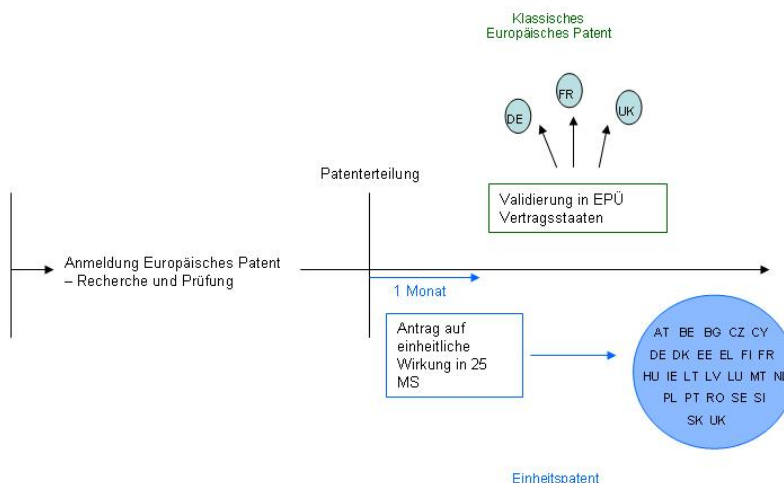 Klassisches
Europäisches Patent
FR
DE
UK
Patenterteilung
Validierung in EPÜ
Vertragsstaaten
Anmeldung Europäisches Patent
– Recherche und Prüfung
1 Monat
Antrag auf
einheitliche
Wirkung in 25
MS
AT BE BG CZ CY
DE DK EE EL FI FR
HU IE LT LV LU MT NL
PL PT RO SE SI
SK UK
Einheitspatent